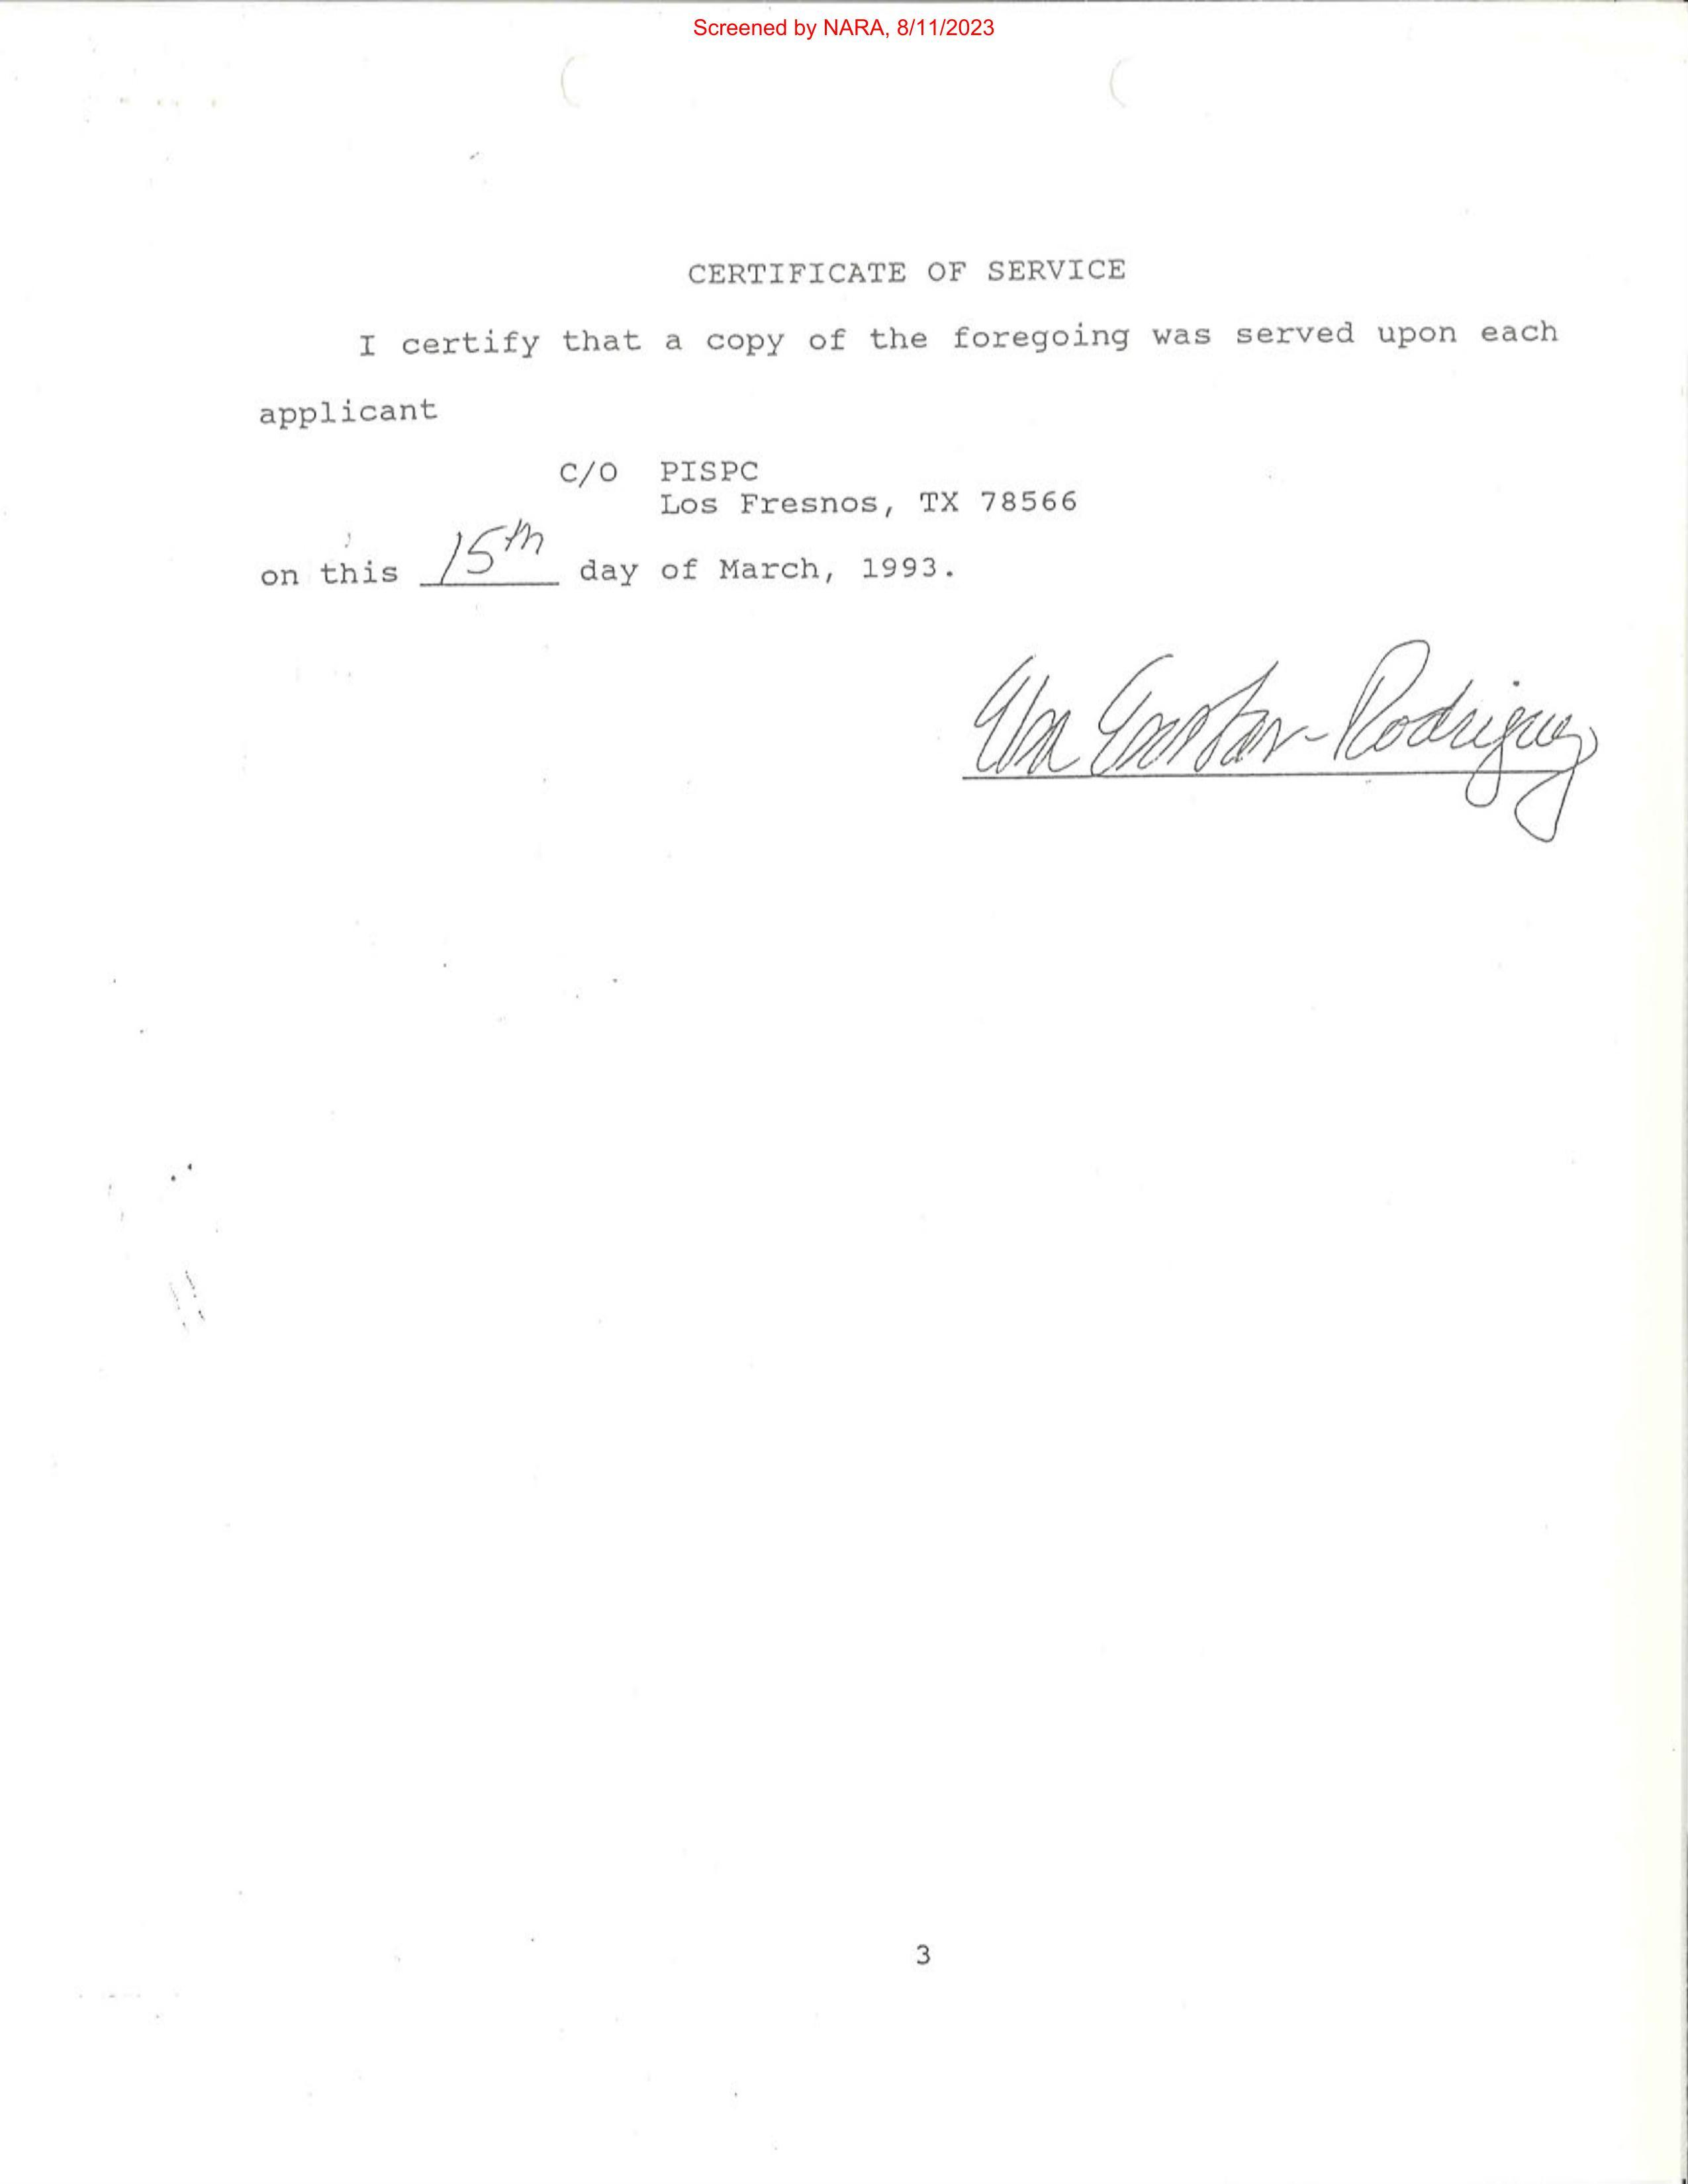 Screened by NARA, 8/11/2023
CERTIFICATE OF SERVICE
I certify that a copy of the foregoing was served upon each
applicant
C/O PISPC
Los Fresnos, TX 78566
on this 15th day of March, 1993.
-Rodriguez
3